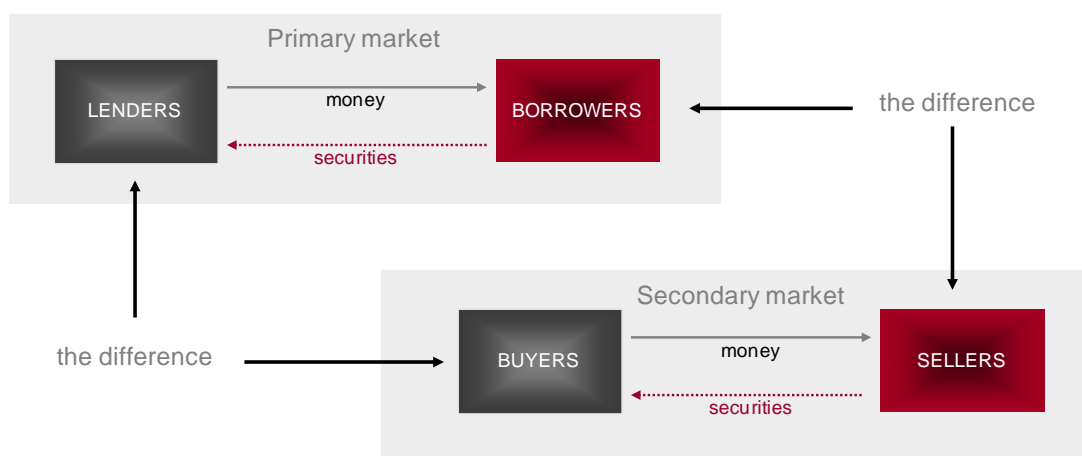 Primary market
LENDERS
money
BORROWERS
the difference
securities
Secondary market
the difference
BUYERS
money
SELLERS
securities